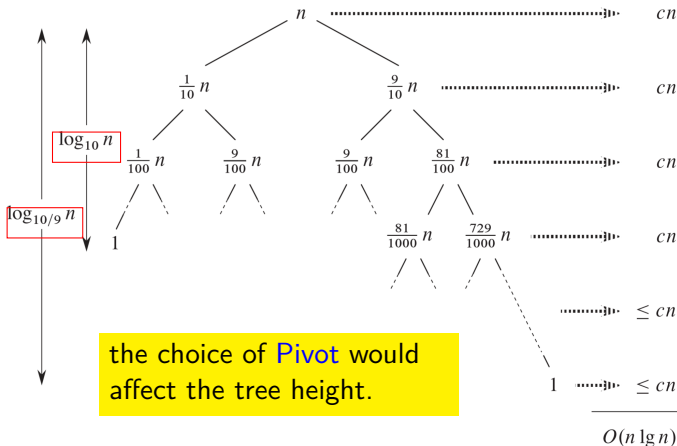 n cn
1/10 n 9/10 n cn
log₁₀ n
1/100 n 9/100 n 9/100 n 81/100 n cn
log₁₀/₉ n
1 81/1000 n 729/1000 n cn
≤ cn
the choice of Pivot would
affect the tree height.
1 ≤ cn
O(n lg n)